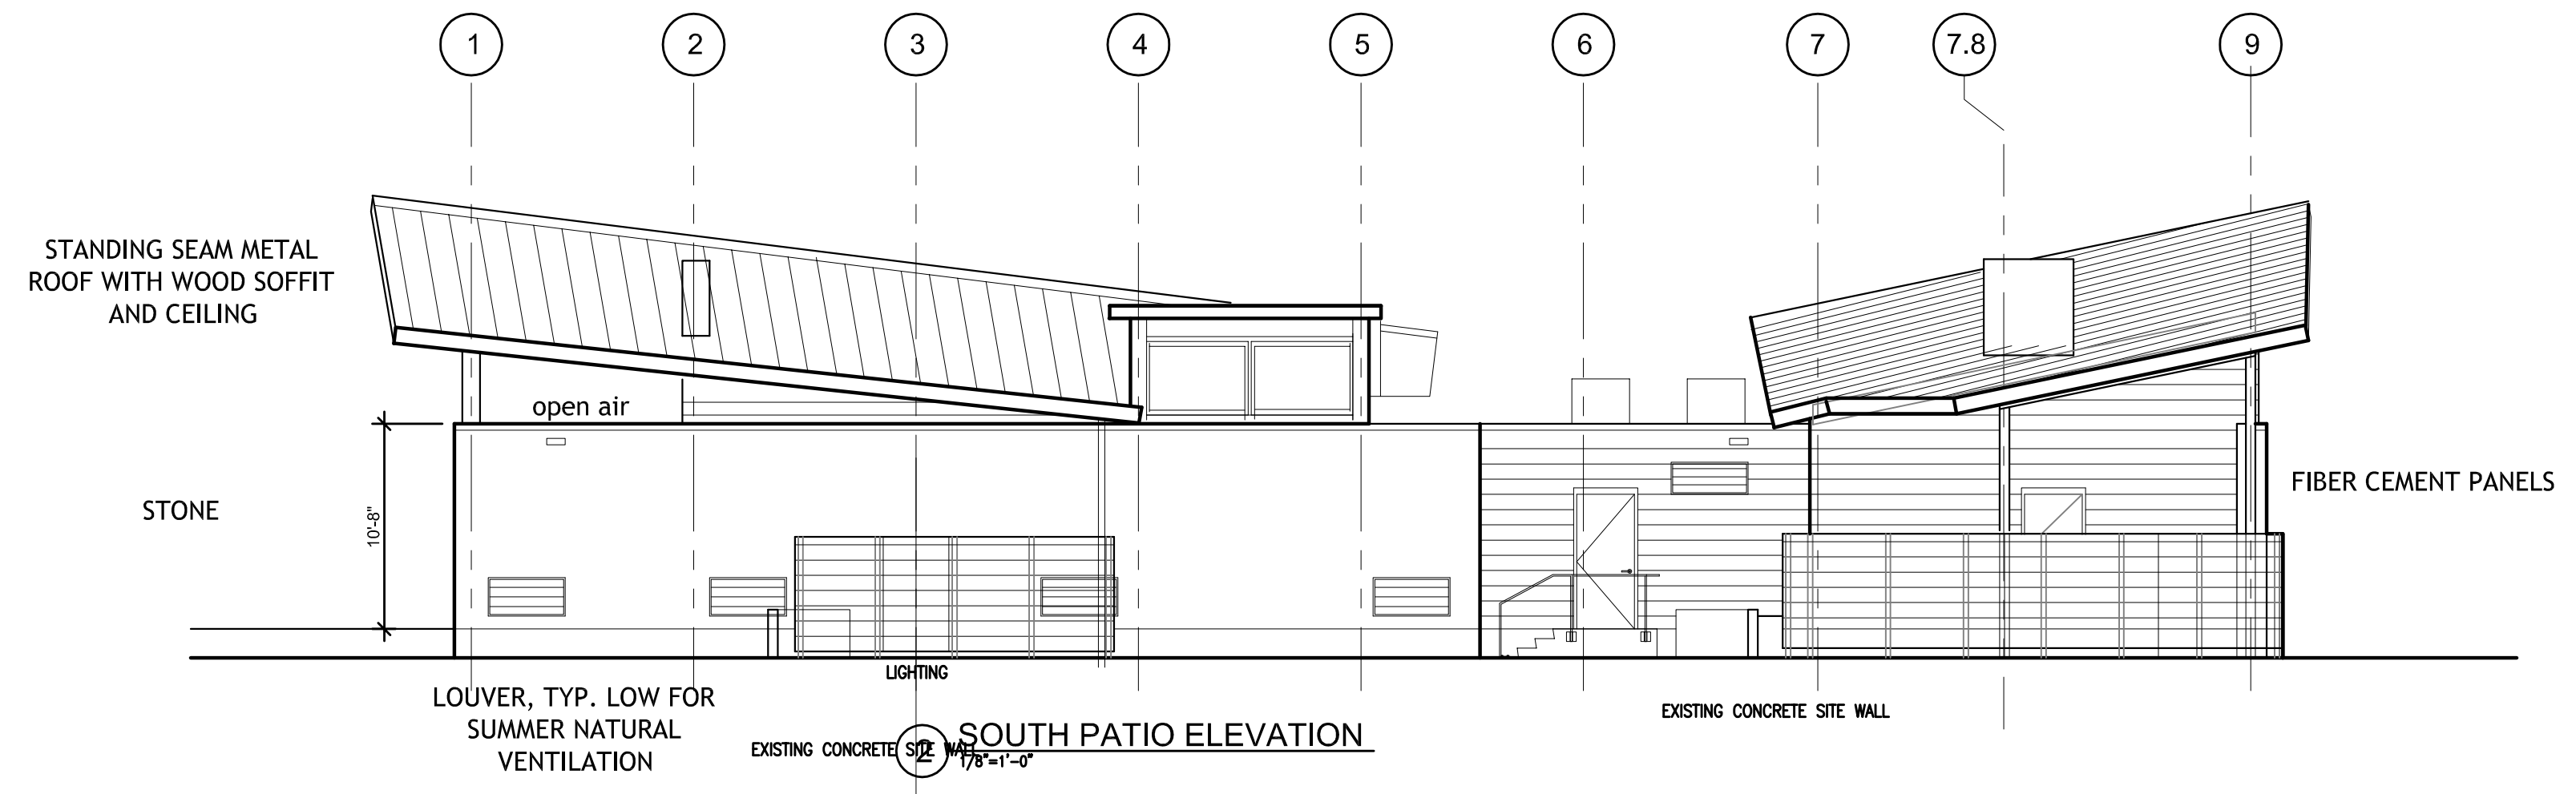 1 2 3 4 5 6 7 7.8 9
STANDING SEAM METAL
ROOF WITH WOOD SOFFIT
AND CEILING
open air
STONE
10'-8"
FIBER CEMENT PANELS
LIGHTING
LOUVER, TYP. LOW FOR
SUMMER NATURAL
VENTILATION
EXISTING CONCRETE SITE WALL
EXISTING CONCRETE SITE WALL
2 SOUTH PATIO ELEVATION
1/8"=1'-0"